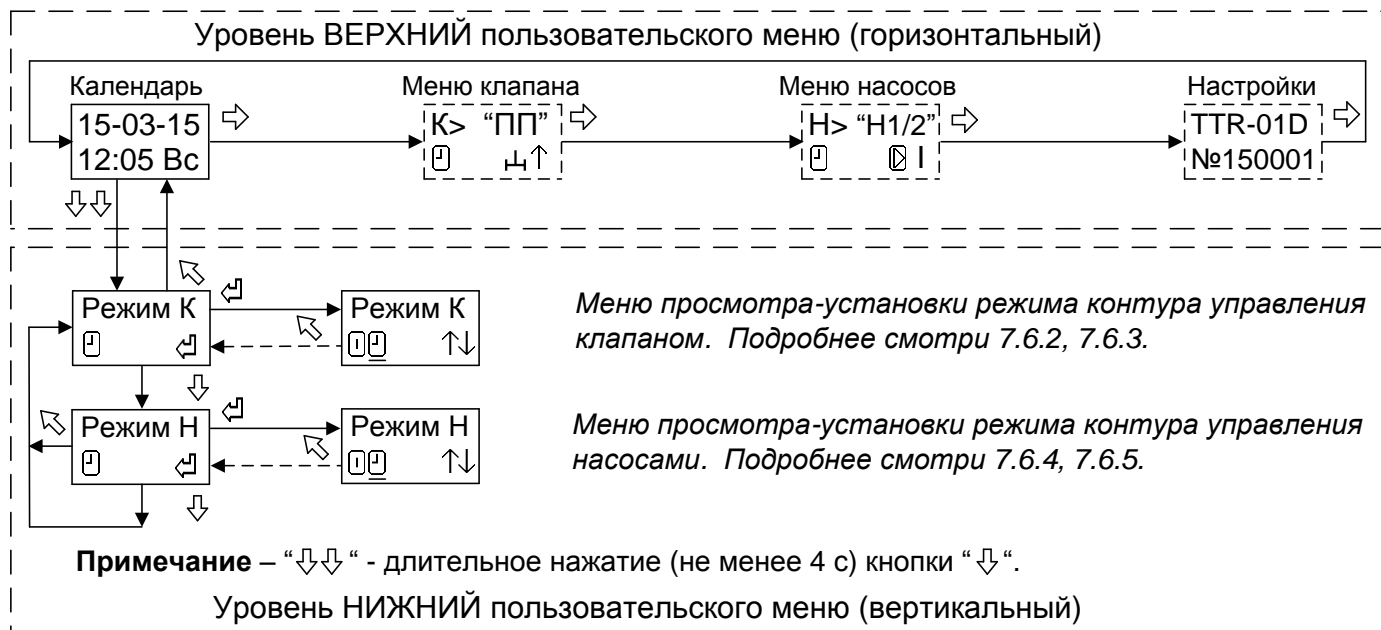 Уровень ВЕРХНИЙ пользовательского меню (горизонтальный)
Календарь
Меню клапана
Меню насосов
Настройки
15-03-15
12:05 Вс
К> “ПП”
Н> “Н1/2”
I
TTR-01D
№150001
Режим К
Режим К
Меню просмотра-установки режима контура управления
клапаном. Подробнее смотри 7.6.2, 7.6.3.
Режим Н
Режим Н
Меню просмотра-установки режима контура управления
насосами. Подробнее смотри 7.6.4, 7.6.5.
Примечание – “⇩⇩“ - длительное нажатие (не менее 4 с) кнопки “⇩“.
Уровень НИЖНИЙ пользовательского меню (вертикальный)